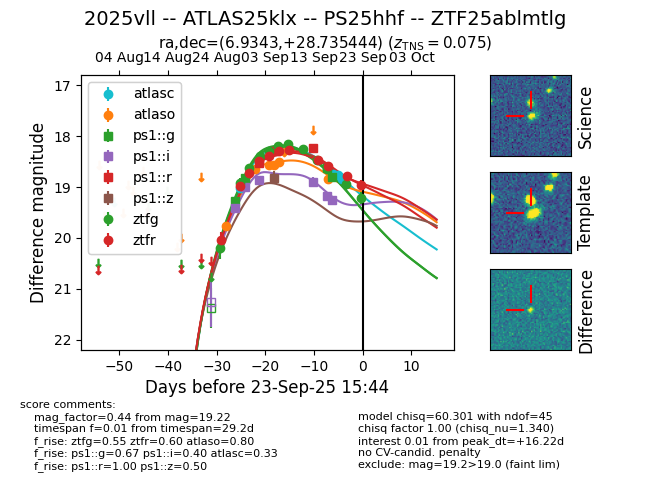 2025vll -- ATLAS25klx -- PS25hhf -- ZTF25ablmtlg
ra,dec=(6.9343,+28.735444) (zTNS = 0.075)
04 Aug 14 Aug 24 Aug 03 Sep 13 Sep 23 Sep 03 Oct
17
18
19
20
21
22
Difference magnitude
atlasc
atlaso
ps1::g
ps1::i
ps1::r
ps1::z
ztfg
ztfr
Science
Template
Difference
−50 −40 −30 −20 −10 0 10
Days before 23-Sep-25 15:44
score comments:
mag_factor=0.44 from mag=19.22
timespan f=0.01 from timespan=29.2d
f_rise: ztfg=0.55 ztfr=0.60 atlaso=0.80
f_rise: ps1::g=0.67 ps1::i=0.40 atlasc=0.33
f_rise: ps1::r=1.00 ps1::z=0.50
model chisq=60.301 with ndof=45
chisq factor 1.00 (chisq_nu=1.340)
interest 0.01 from peak_dt=+16.22d
no CV-candid. penalty
exclude: mag=19.2>19.0 (faint lim)